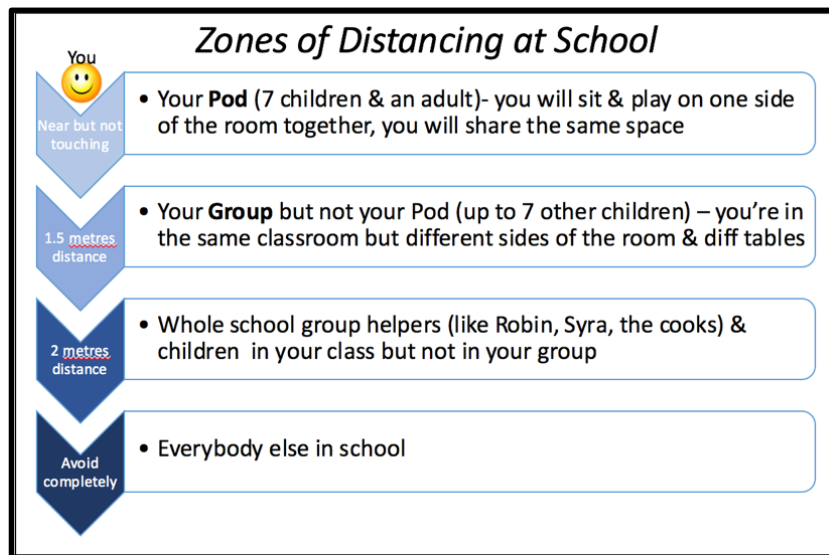 Zones of Distancing at School
You
Near but not
touching
• Your Pod (7 children & an adult)- you will sit & play on one side
of the room together, you will share the same space
1.5 metres
distance
• Your Group but not your Pod (up to 7 other children) – you're in
the same classroom but different sides of the room & diff tables
2 metres
distance
• Whole school group helpers (like Robin, Syra, the cooks) &
children  in your class but not in your group
Avoid
completely
• Everybody else in school